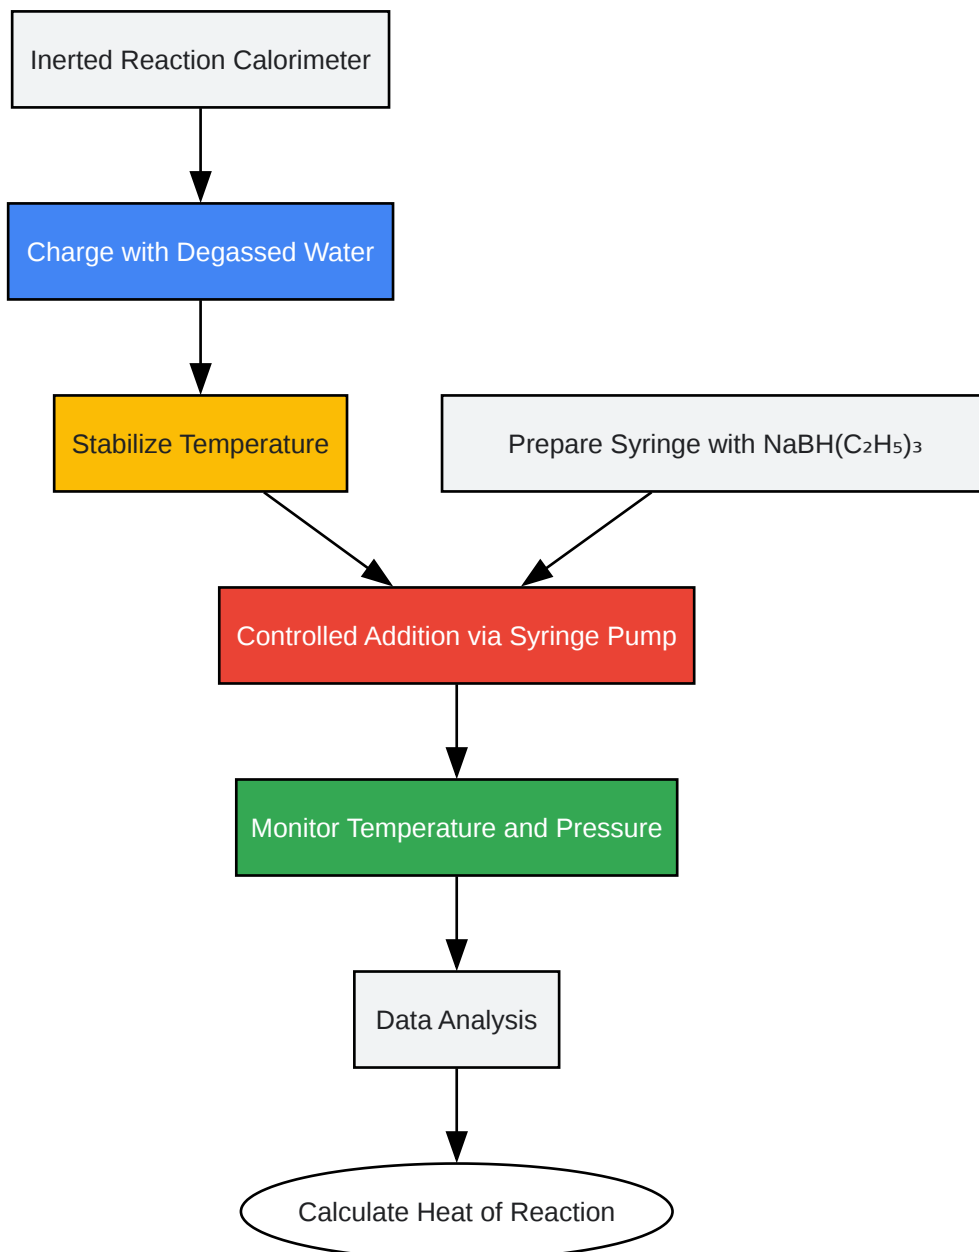 Inerted Reaction Calorimeter
Charge with Degassed Water
Stabilize Temperature
Prepare Syringe with NaBH(C₂H₅)₃
Controlled Addition via Syringe Pump
Monitor Temperature and Pressure
Data Analysis
Calculate Heat of Reaction